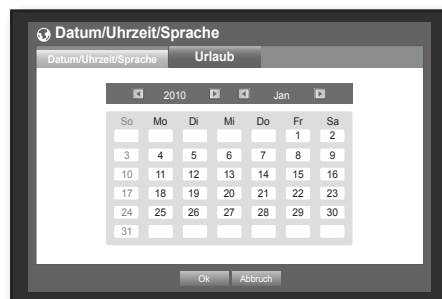 Datum/Uhrzeit/Sprache
Datum/Uhrzeit/Sprache Urlaub
2010 Jan
So Mo Di Mi Do Fr Sa
1 2
3 4 5 6 7 8 9
10 11 12 13 14 15 16
17 18 19 20 21 22 23
24 25 26 27 28 29 30
31
Ok Abbruch